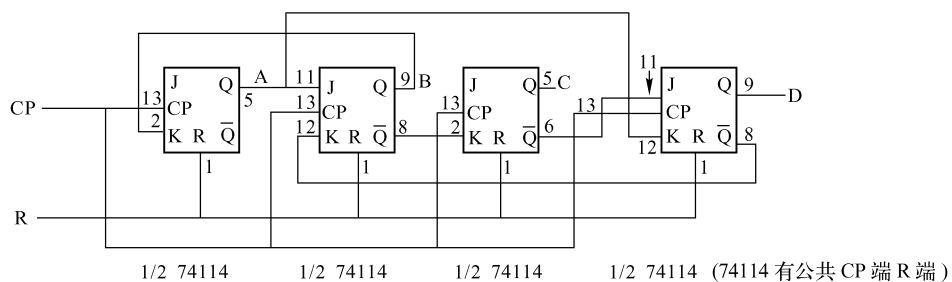 11
J Q A 11 J Q 9 B J Q 5 C J Q 9 D
5
CP 13 CP 13 CP 13 CP 13 CP
2 K R Q̅ 12 K R Q̅ 8 2 K R Q̅ 6 12 K R Q̅ 8
1 1 1 1
R
1/2 74114 1/2 74114 1/2 74114 1/2 74114 (74114 有公共 CP 端 R 端)